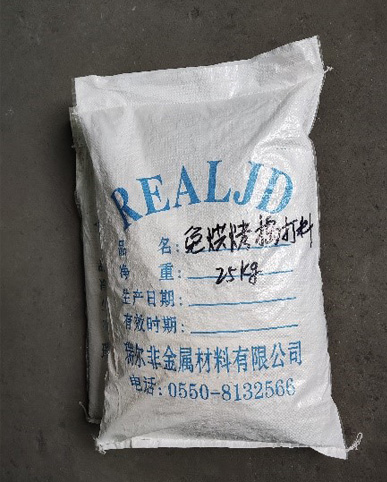 REALJD
品 名:免烘烤捣打料
净 重:25kg
生产日期:
有效时期:
瑞尔非金属材料有限公司
电话:0550-8132566